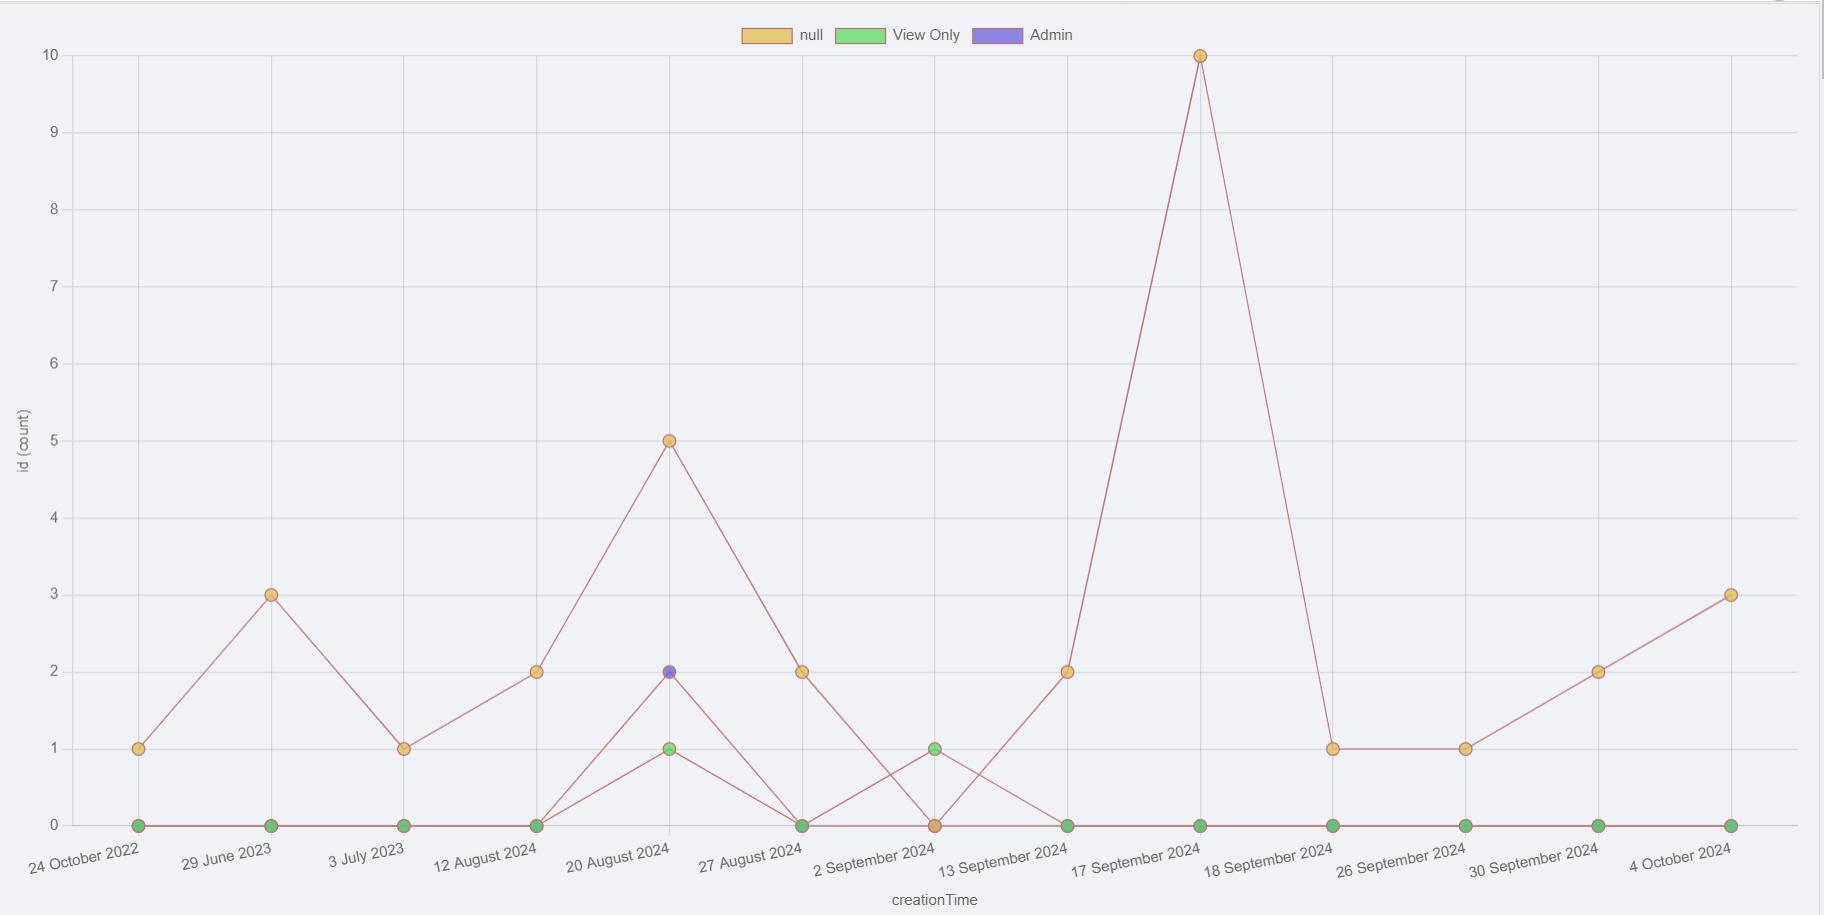 null View Only Admin
10
9
8
7
6
5
4
3
2
1
0
id (count)
24 October 2022
29 June 2023
3 July 2023
12 August 2024
20 August 2024
27 August 2024
2 September 2024
13 September 2024
17 September 2024
18 September 2024
26 September 2024
30 September 2024
4 October 2024
creationTime